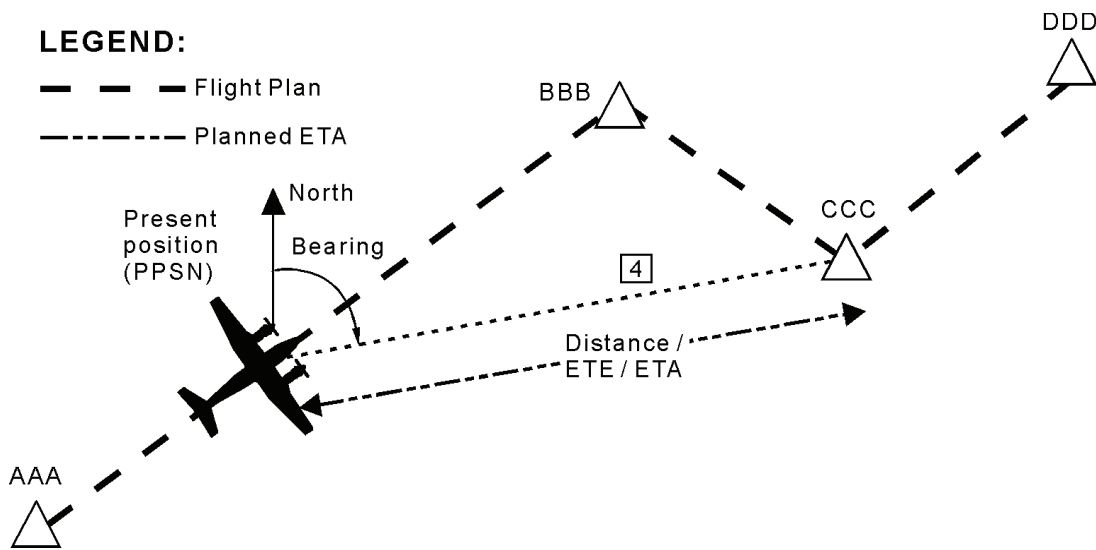 LEGEND:
Flight Plan
Planned ETA
DDD
BBB
North
Present
position
(PPSN)
Bearing
CCC
4
Distance /
ETE / ETA
AAA